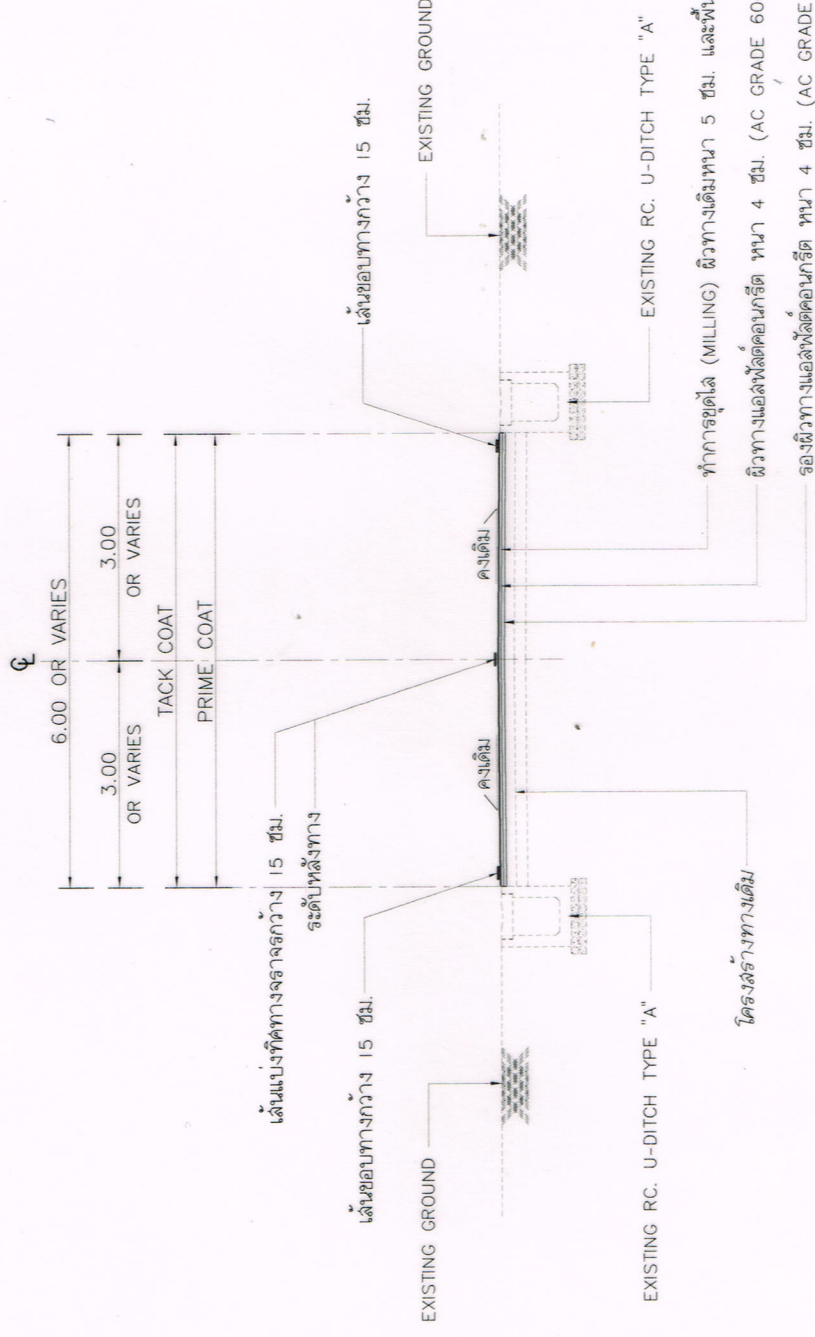 ℄
6.00 OR VARIES
3.00
OR VARIES
3.00
OR VARIES
TACK COAT
PRIME COAT
เส้นแบ่งทิศทางจราจรกว้าง 15 ซม.
ระดับหลังทาง
เส้นขอบทางกว้าง 15 ซม.
เส้นขอบทางกว้าง 15 ซม.
EXISTING GROUND
EXISTING GROUND
คงเดิม
คงเดิม
EXISTING RC. U-DITCH TYPE "A"
EXISTING RC. U-DITCH TYPE "A"
โครงสร้างทางเดิม
ทำการขุดไส (MILLING) ผิวทางเดิมหนา 5 ซม. และพื้น
ผิวทางแอสฟัลต์คอนกรีต หนา 4 ซม. (AC GRADE 60
รองผิวทางแอสฟัลต์คอนกรีต หนา 4 ซม. (AC GRADE